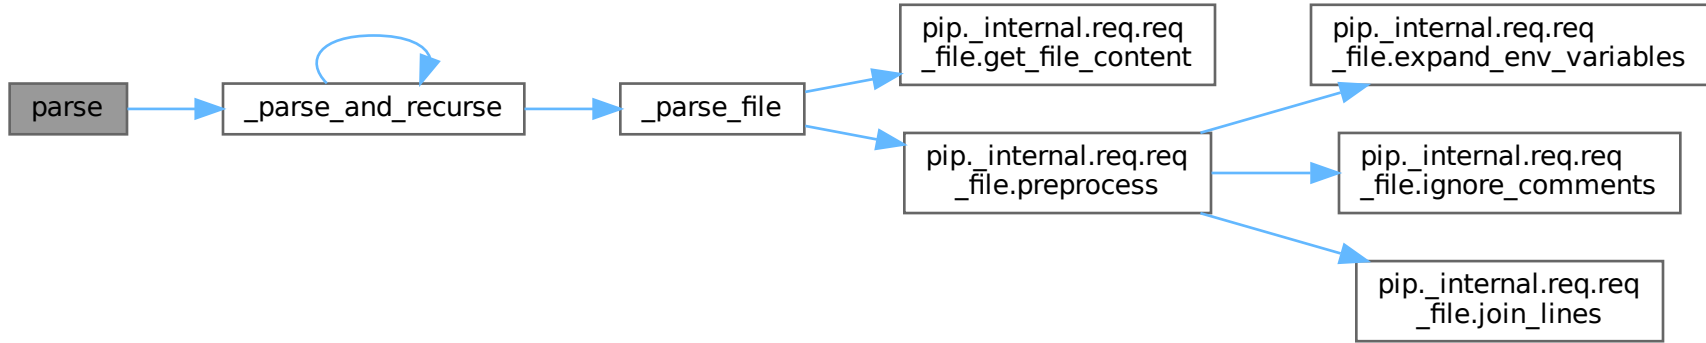 parse
_parse_and_recurse
_parse_file
pip._internal.req.req
_file.get_file_content
pip._internal.req.req
_file.preprocess
pip._internal.req.req
_file.expand_env_variables
pip._internal.req.req
_file.ignore_comments
pip._internal.req.req
_file.join_lines